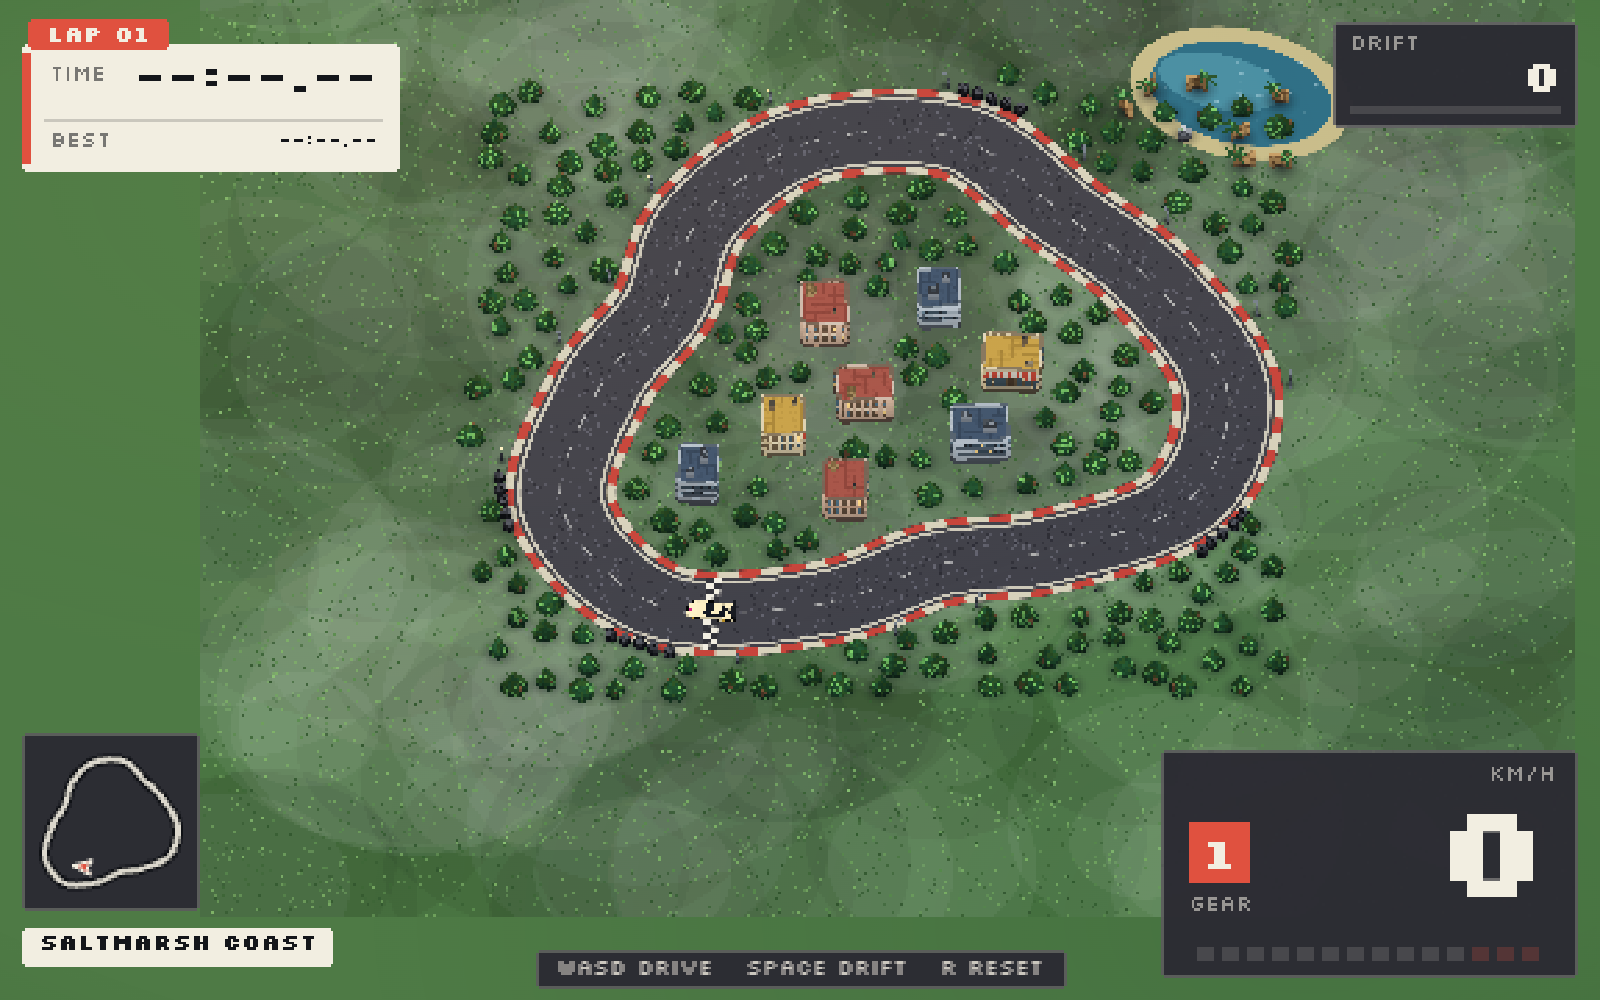 LAP 01
TIME --:--.--
BEST --:--.--
DRIFT
0
KM/H
1
0
GEAR
SALTMARSH COAST
WASD DRIVE SPACE DRIFT R RESET